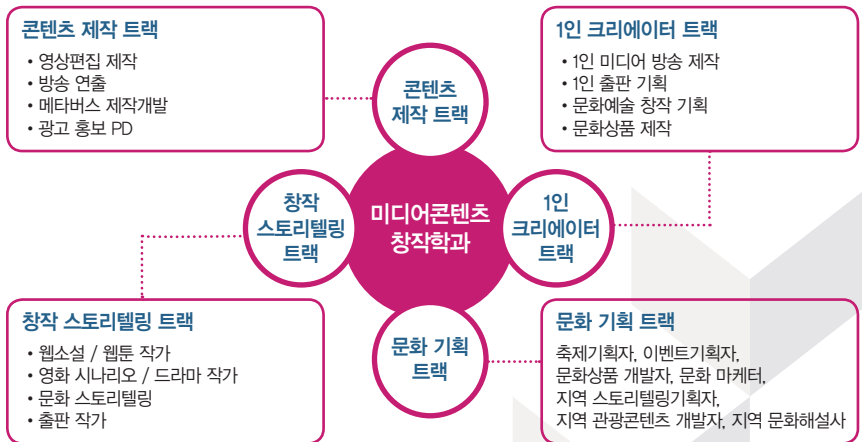 콘텐츠 제작 트랙
• 영상편집 제작
• 방송 연출
• 메타버스 제작개발
• 광고 홍보 PD
1인 크리에이터 트랙
• 1인 미디어 방송 제작
• 1인 출판 기획
• 문화예술 창작 기획
• 문화상품 제작
콘텐츠
제작 트랙
창작
스토리텔링
트랙
미디어콘텐츠
창작학과
1인
크리에이터
트랙
문화 기획
트랙
창작 스토리텔링 트랙
• 웹소설 / 웹툰 작가
• 영화 시나리오 / 드라마 작가
• 문화 스토리텔링
• 출판 작가
문화 기획 트랙
축제기획자, 이벤트기획자,
문화상품 개발자, 문화 마케터,
지역 스토리텔링기획자,
지역 관광콘텐츠 개발자, 지역 문화해설사